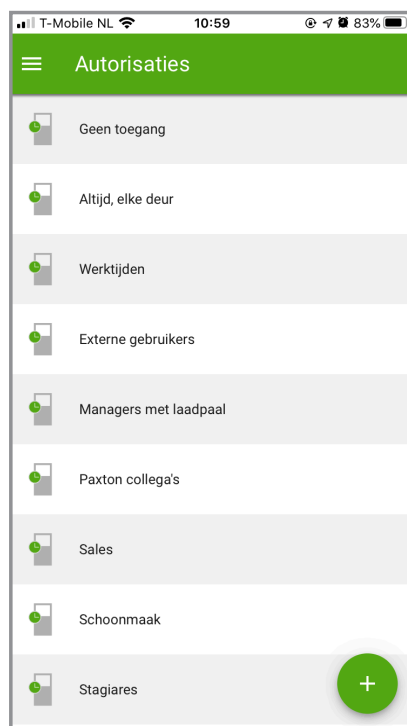 T-Mobile NL 10:59 83%
Autorisaties
Geen toegang
Altijd, elke deur
Werktijden
Externe gebruikers
Managers met laadpaal
Paxton collega's
Sales
Schoonmaak
Stagiares
+